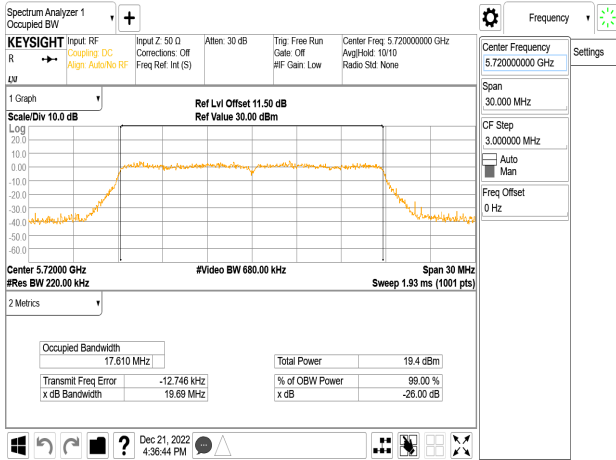 Spectrum Analyzer 1
Occupied BW
Frequency
KEYSIGHT
R
LXI
Input: RF
Coupling: DC
Align: Auto/No RF
Input Z: 50 Ω
Corrections: Off
Freq Ref: Int (S)
Atten: 30 dB
Trig: Free Run
Gate: Off
#IF Gain: Low
Center Freq: 5.720000000 GHz
Avg|Hold: 10/10
Radio Std: None
Center Frequency
5.720000000 GHz
Settings
Span
30.000 MHz
CF Step
3.000000 MHz
Auto
Man
Freq Offset
0 Hz
1 Graph
Scale/Div 10.0 dB
Ref Lvl Offset 11.50 dB
Ref Value 30.00 dBm
Log
20.0
10.0
0.00
-10.0
-20.0
-30.0
-40.0
-50.0
-60.0
Center 5.72000 GHz
#Video BW 680.00 kHz
Span 30 MHz
#Res BW 220.00 kHz
Sweep 1.93 ms (1001 pts)
2 Metrics
Occupied Bandwidth
17.610 MHz
Total Power 19.4 dBm
Transmit Freq Error -12.746 kHz
% of OBW Power 99.00 %
x dB Bandwidth 19.69 MHz
x dB -26.00 dB
Dec 21, 2022
4:36:44 PM